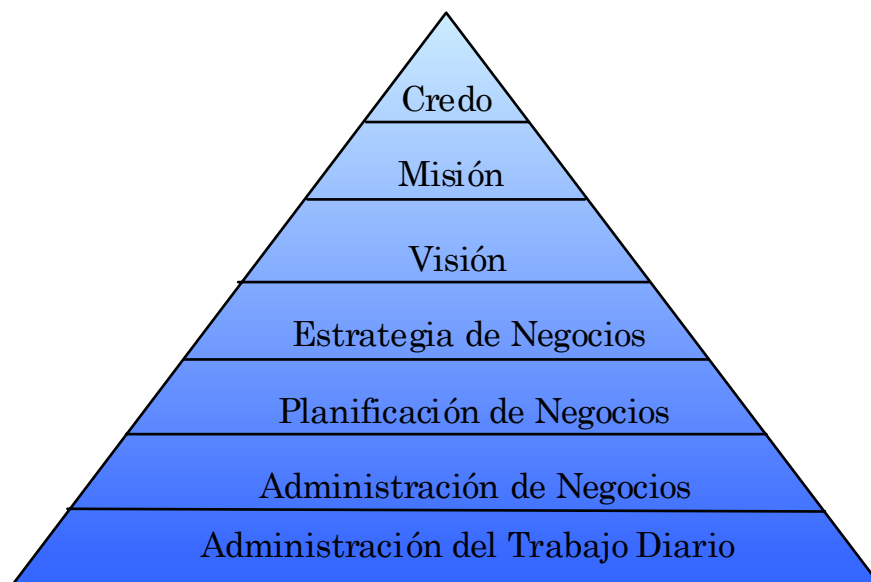 Credo
Misión
Visión
Estrategia de Negocios
Planificación de Negocios
Administración de Negocios
Administración del Trabajo Diario